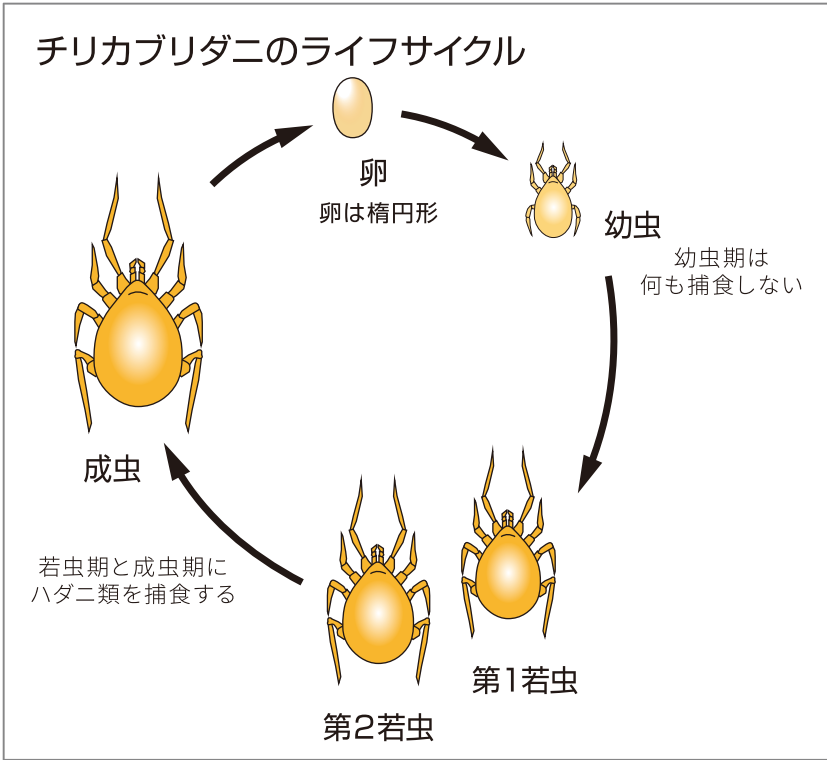 チリカブリダニのライフサイクル
卵
卵は楕円形
幼虫
幼虫期は
何も捕食しない
第1若虫
第2若虫
成虫
若虫期と成虫期に
ハダニ類を捕食する